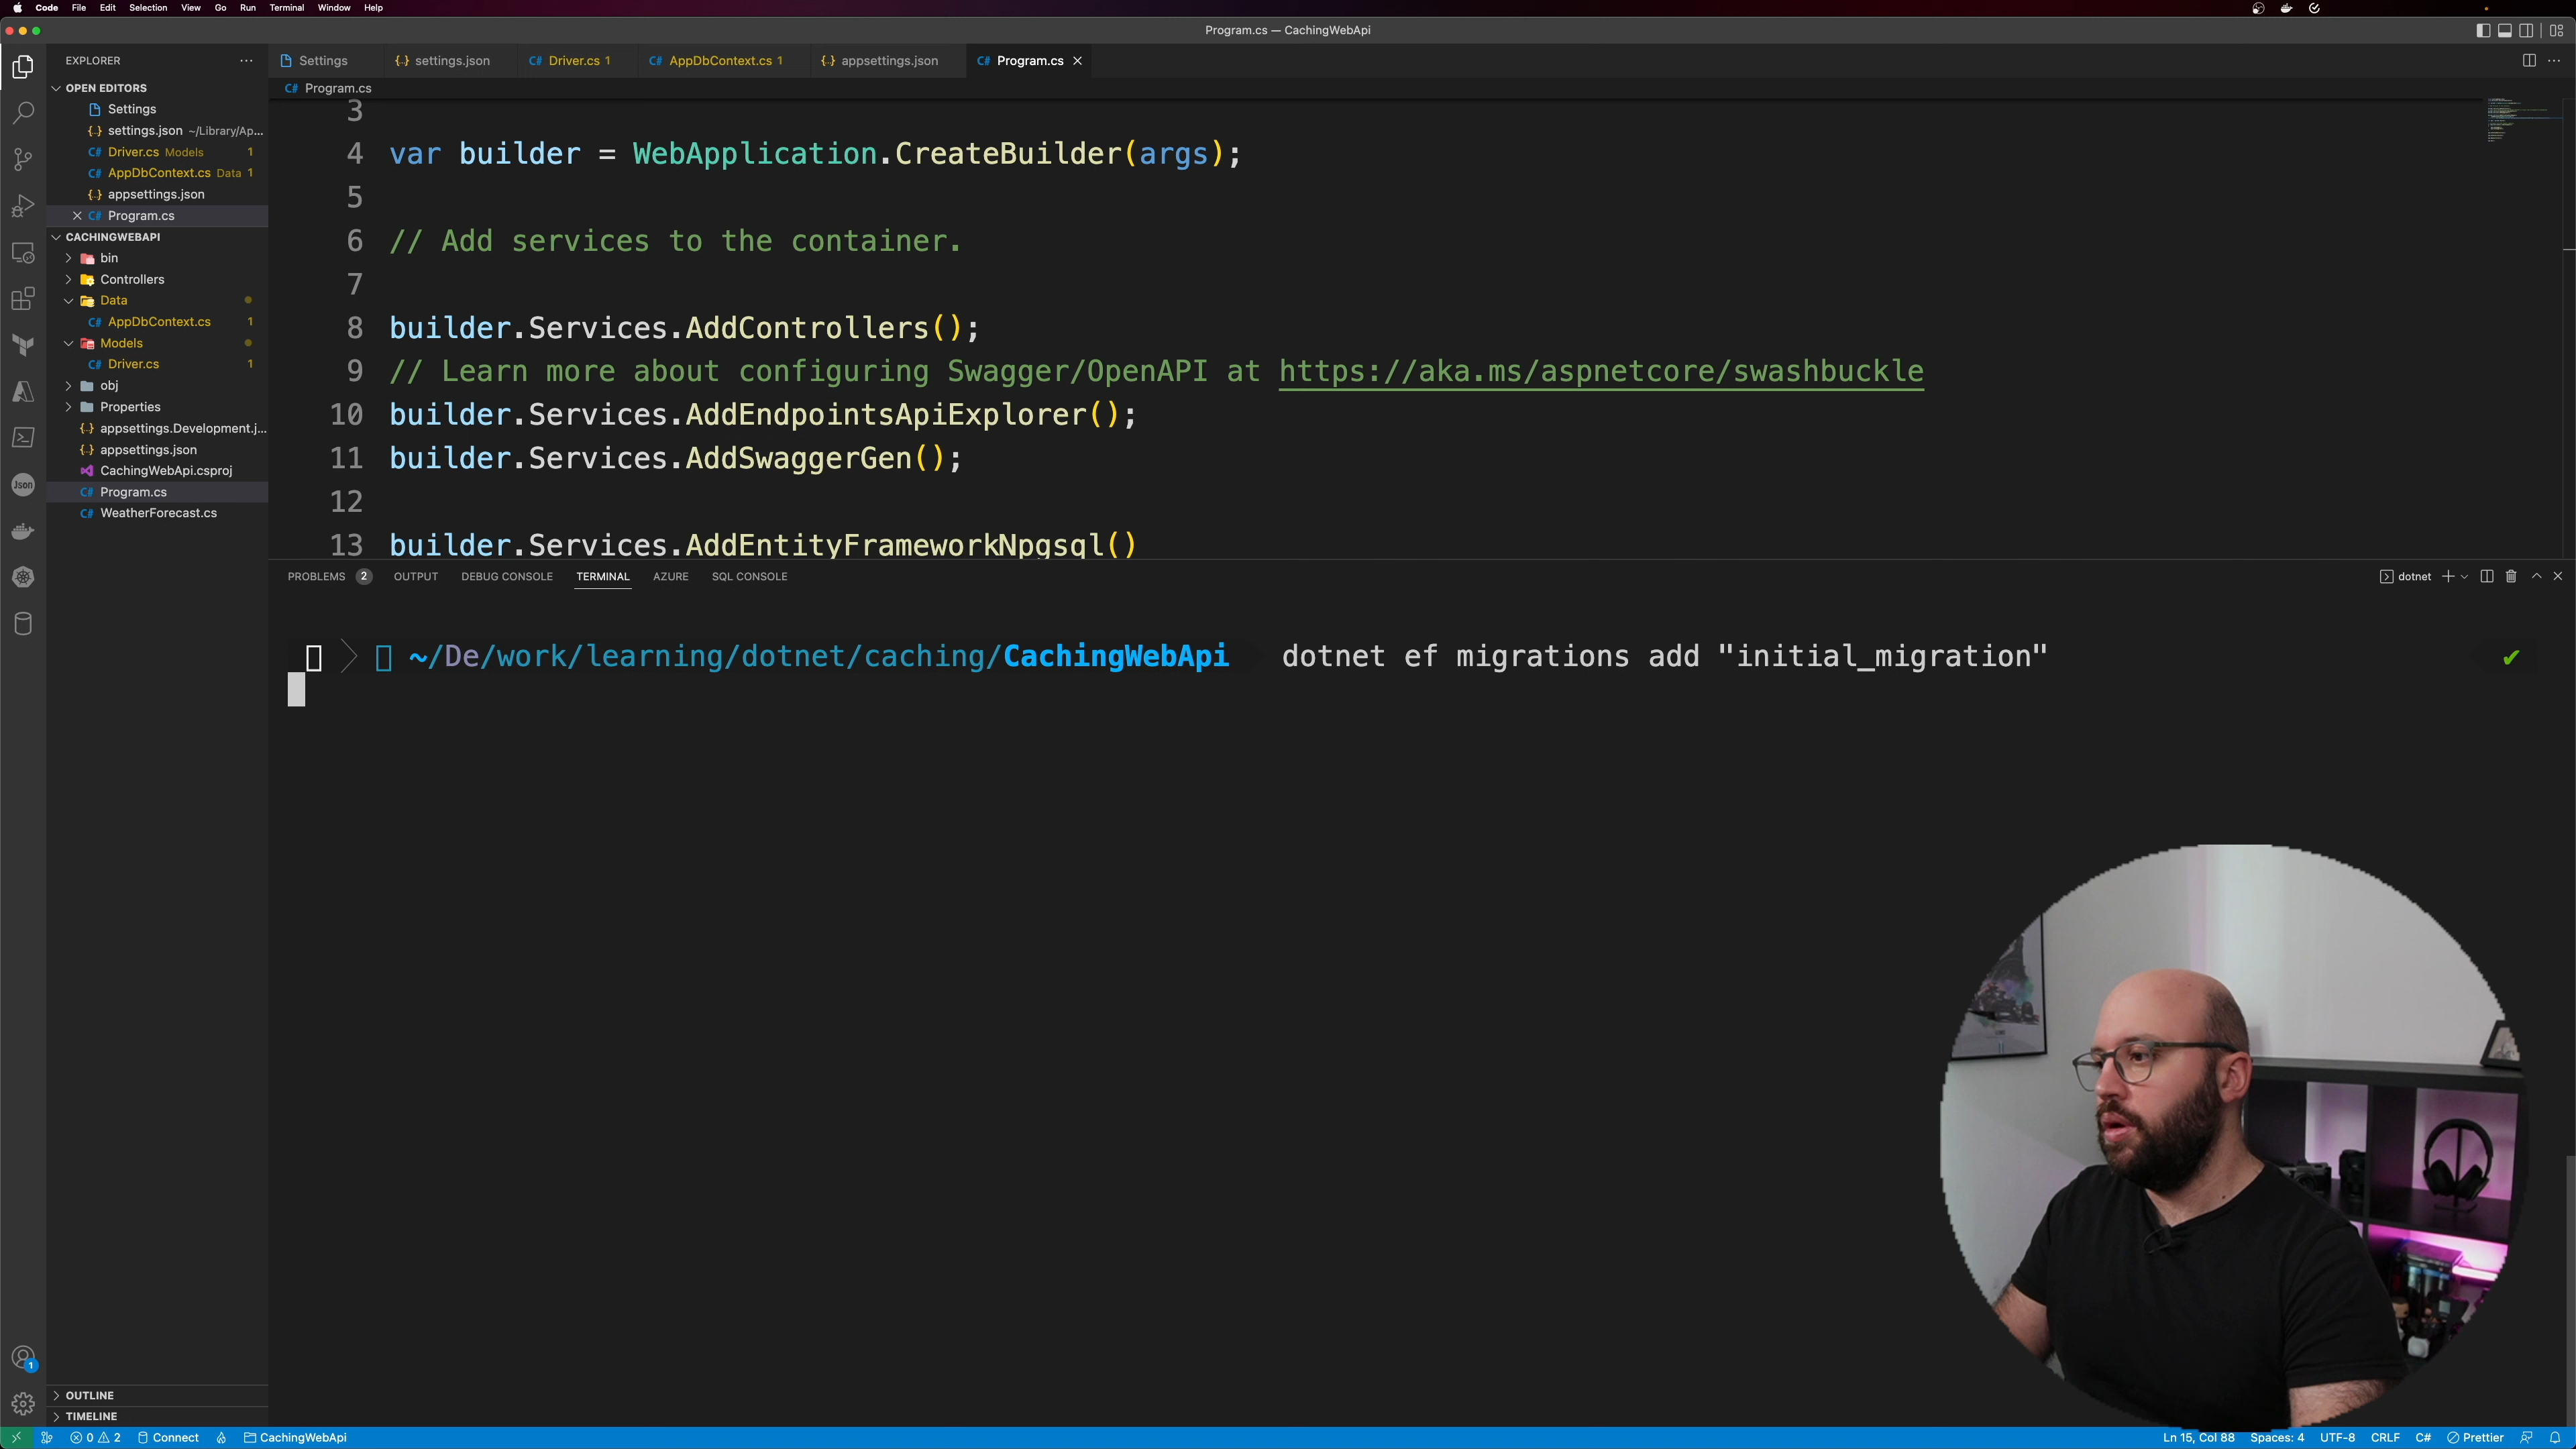 Code File Edit Selection View Go Run Terminal Window Help
Program.cs — CachingWebApi
EXPLORER
OPEN EDITORS
Settings
{..} settings.json ~/Library/Ap...
C# Driver.cs Models 1
C# AppDbContext.cs Data 1
{..} appsettings.json
C# Program.cs
CACHINGWEBAPI
bin
Controllers
Data
C# AppDbContext.cs 1
Models
C# Driver.cs 1
obj
Properties
{..} appsettings.Development.j...
{..} appsettings.json
CachingWebApi.csproj
C# Program.cs
C# WeatherForecast.cs
OUTLINE
TIMELINE
Settings {..} settings.json C# Driver.cs 1 C# AppDbContext.cs 1 {..} appsettings.json C# Program.cs
C# Program.cs
3
4 var builder = WebApplication.CreateBuilder(args);
5
6 // Add services to the container.
7
8 builder.Services.AddControllers();
9 // Learn more about configuring Swagger/OpenAPI at https://aka.ms/aspnetcore/swashbuckle
10 builder.Services.AddEndpointsApiExplorer();
11 builder.Services.AddSwaggerGen();
12
13 builder.Services.AddEntityFrameworkNpgsql()
PROBLEMS 2 OUTPUT DEBUG CONSOLE TERMINAL AZURE SQL CONSOLE
dotnet
~/De/work/learning/dotnet/caching/CachingWebApi dotnet ef migrations add "initial_migration" ✔
Json
1
0 2 Connect CachingWebApi
Ln 15, Col 88 Spaces: 4 UTF-8 CRLF C# Prettier